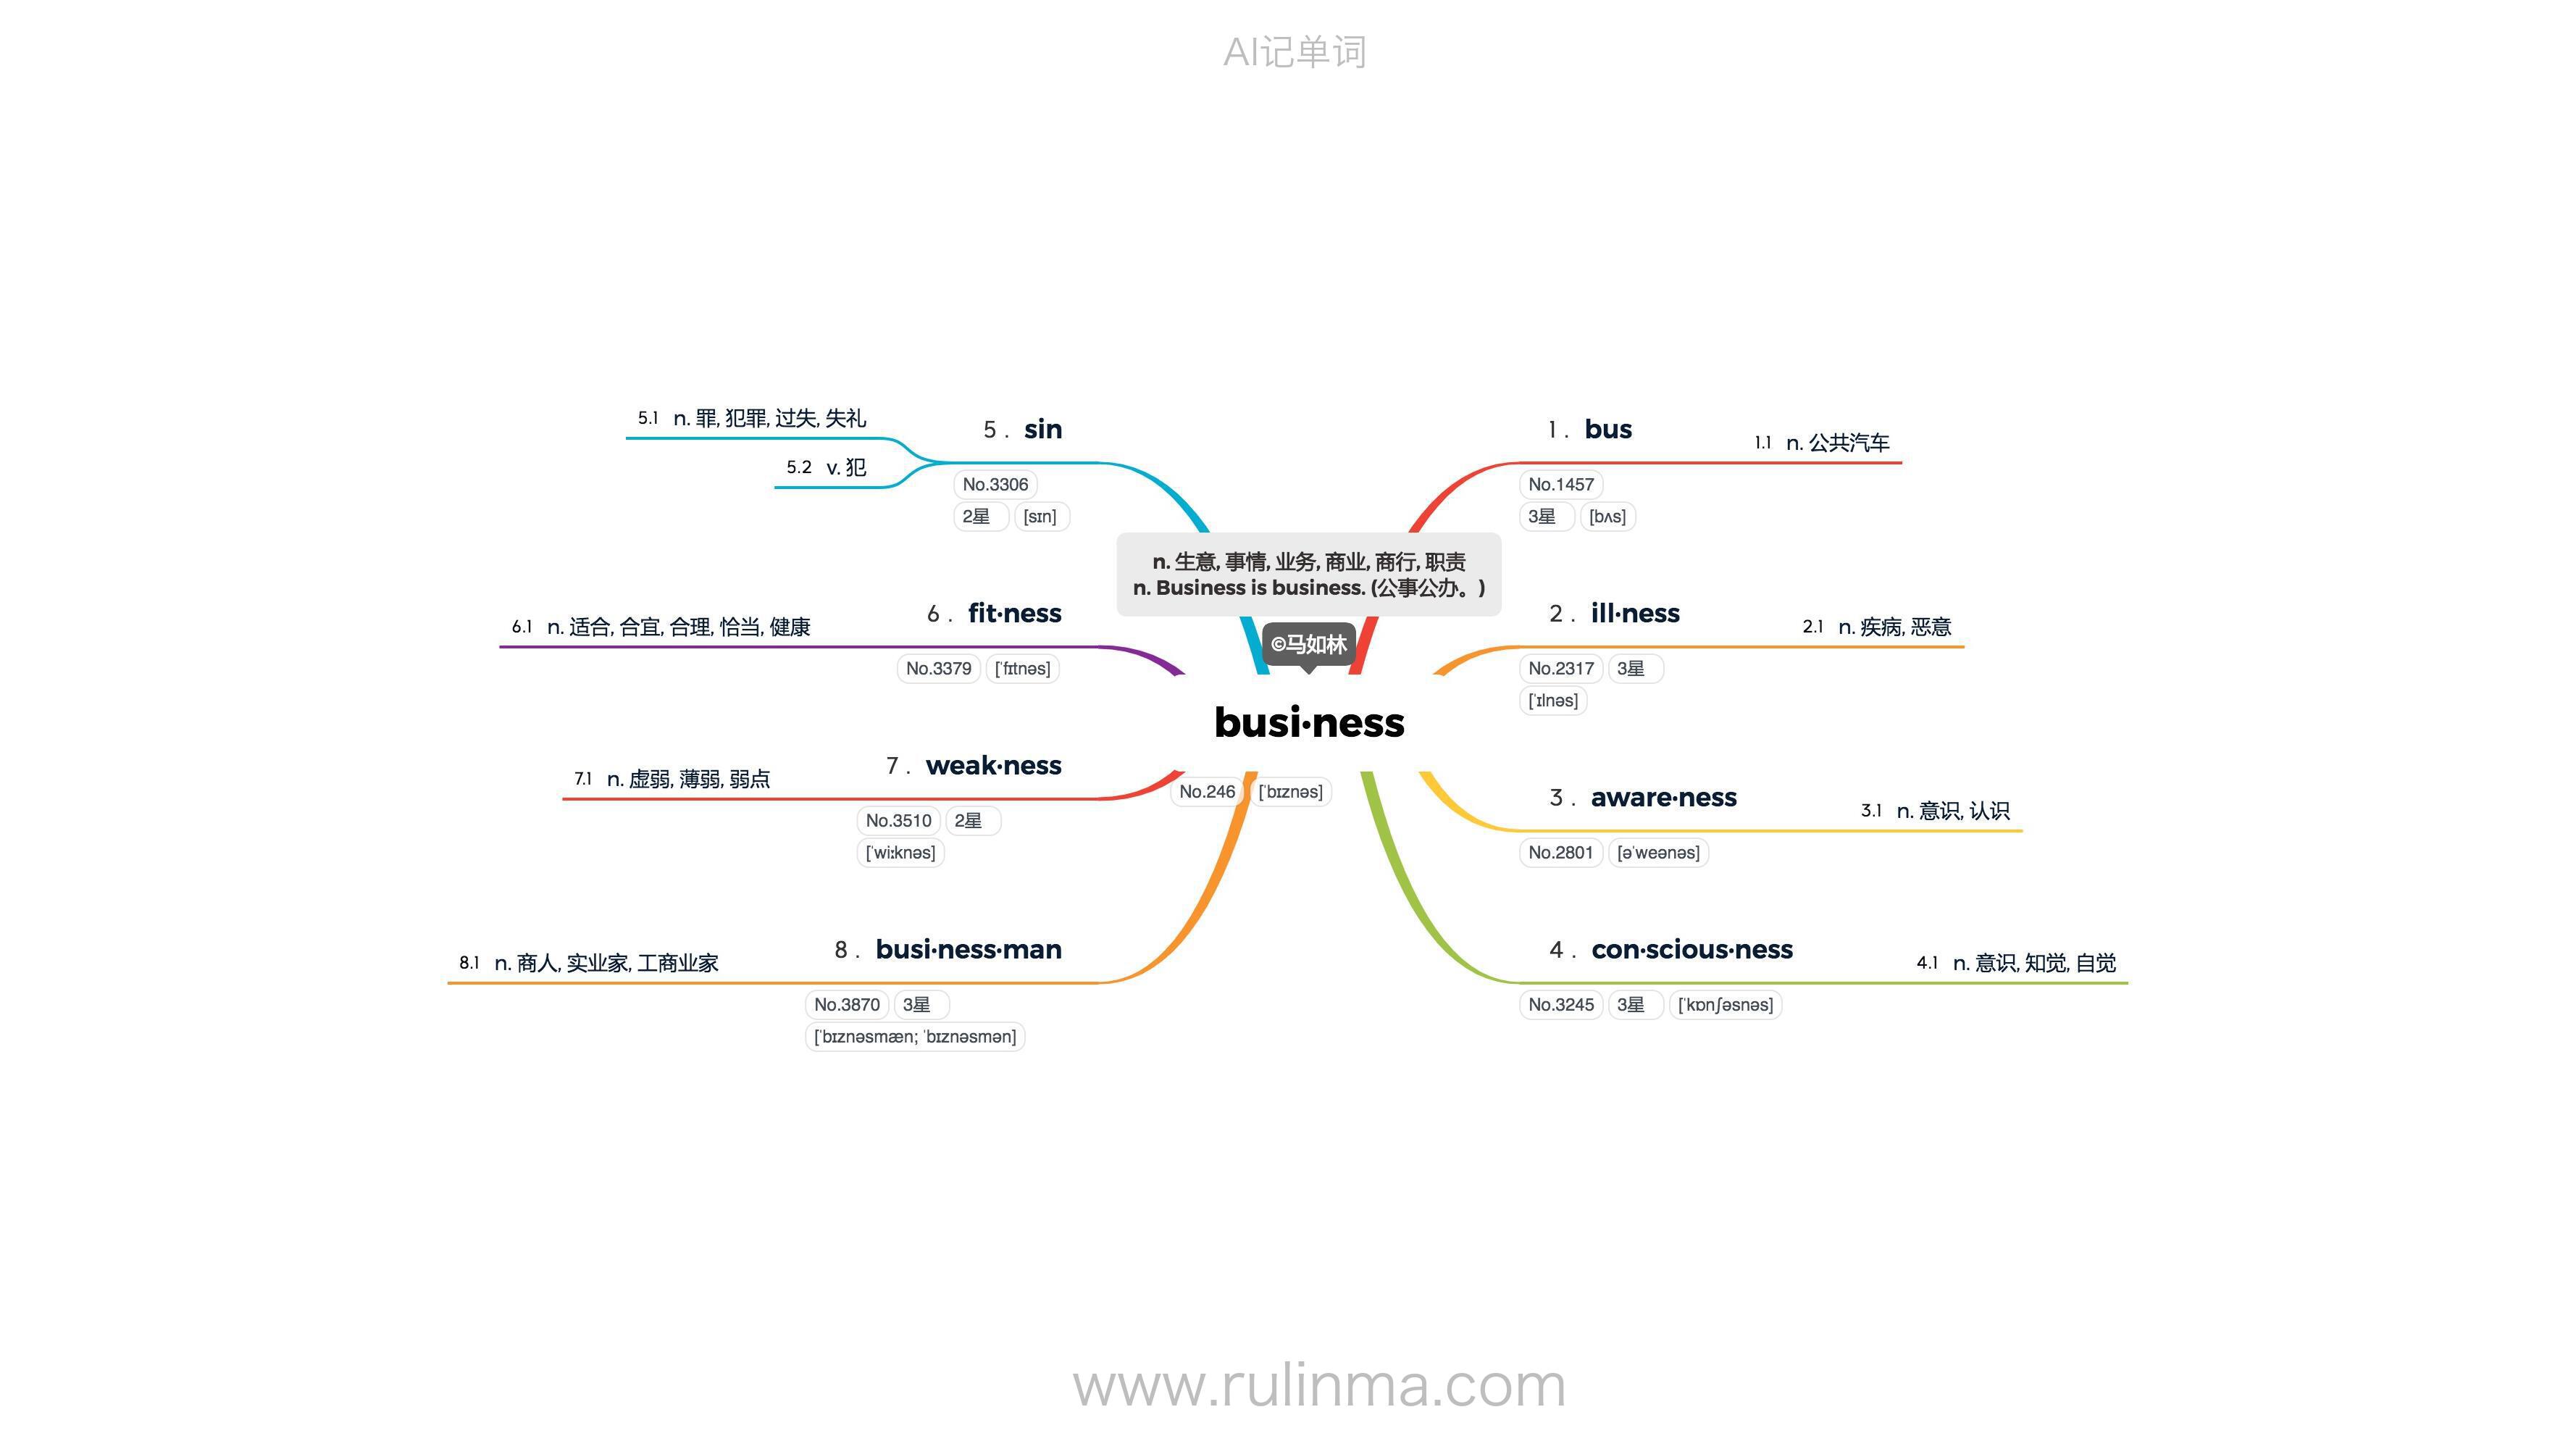 AI记单词
n. 生意, 事情, 业务, 商业, 商行, 职责
n. Business is business. (公事公办。)
©马如林
busi·ness
No.246 [ˈbɪznəs]
1. bus
1.1 n. 公共汽车
No.1457
3星 [bʌs]
2. ill·ness
2.1 n. 疾病, 恶意
No.2317 3星
[ˈɪlnəs]
3. aware·ness
3.1 n. 意识, 认识
No.2801 [əˈweənəs]
4. con·scious·ness
4.1 n. 意识, 知觉, 自觉
No.3245 3星 [ˈkɒnʃəsnəs]
5. sin
5.1 n. 罪, 犯罪, 过失, 失礼
5.2 v. 犯
No.3306
2星 [sɪn]
6. fit·ness
6.1 n. 适合, 合宜, 合理, 恰当, 健康
No.3379 [ˈfɪtnəs]
7. weak·ness
7.1 n. 虚弱, 薄弱, 弱点
No.3510 2星
[ˈwiːknəs]
8. busi·ness·man
8.1 n. 商人, 实业家, 工商业家
No.3870 3星
[ˈbɪznəsmæn; ˈbɪznəsmən]
www.rulinma.com